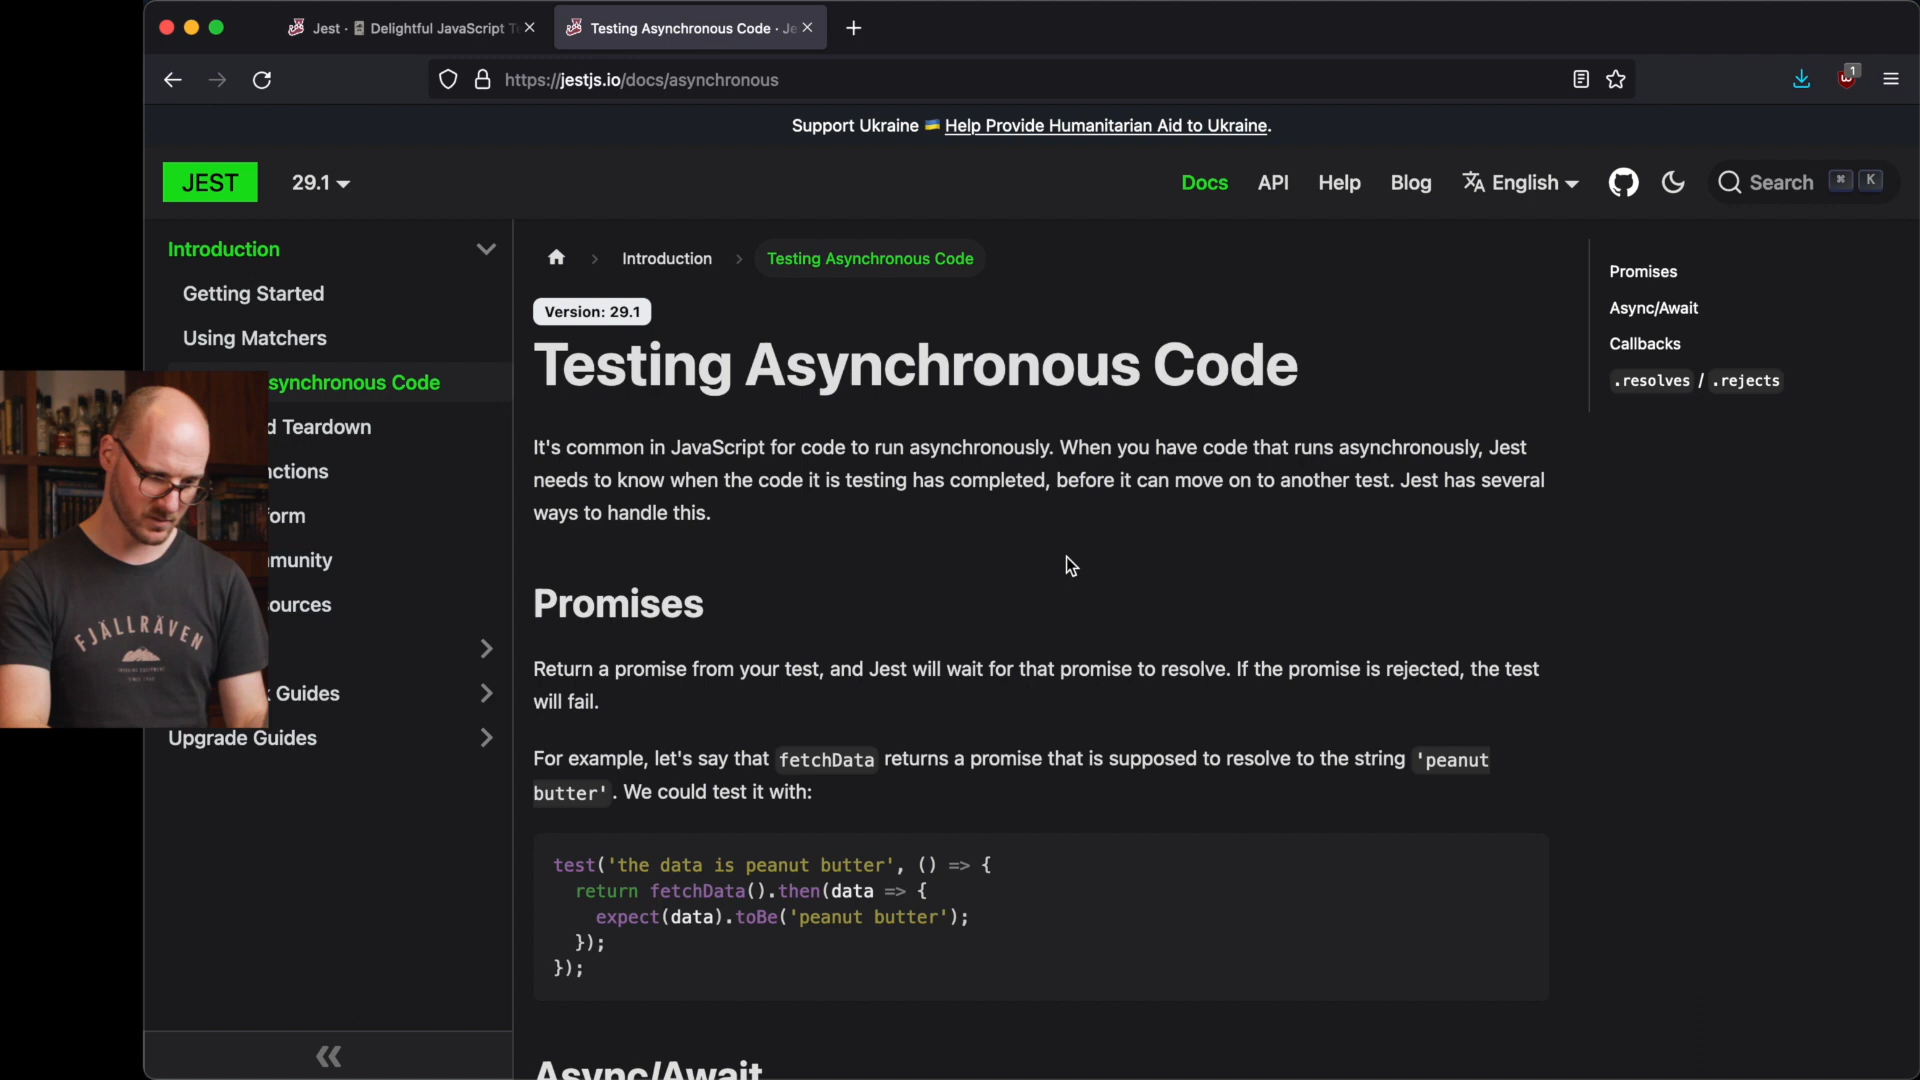 Jest · Delightful JavaScript T
Testing Asynchronous Code · Je
https://jestjs.io/docs/asynchronous
1
Support Ukraine 🇺🇦 Help Provide Humanitarian Aid to Ukraine.
JEST
29.1
Docs
API
Help
Blog
English
Search
⌘ K
Introduction
Getting Started
Using Matchers
synchronous Code
d Teardown
nctions
orm
munity
ources
Guides
Upgrade Guides
Introduction
Testing Asynchronous Code
Version: 29.1
Testing Asynchronous Code
It's common in JavaScript for code to run asynchronously. When you have code that runs asynchronously, Jest
needs to know when the code it is testing has completed, before it can move on to another test. Jest has several
ways to handle this.
Promises
Return a promise from your test, and Jest will wait for that promise to resolve. If the promise is rejected, the test
will fail.
For example, let's say that fetchData returns a promise that is supposed to resolve to the string 'peanut
butter'. We could test it with:
test('the data is peanut butter', () => {
  return fetchData().then(data => {
    expect(data).toBe('peanut butter');
  });
});
Async/Await
Promises
Async/Await
Callbacks
.resolves / .rejects
FJÄLLRÄVEN